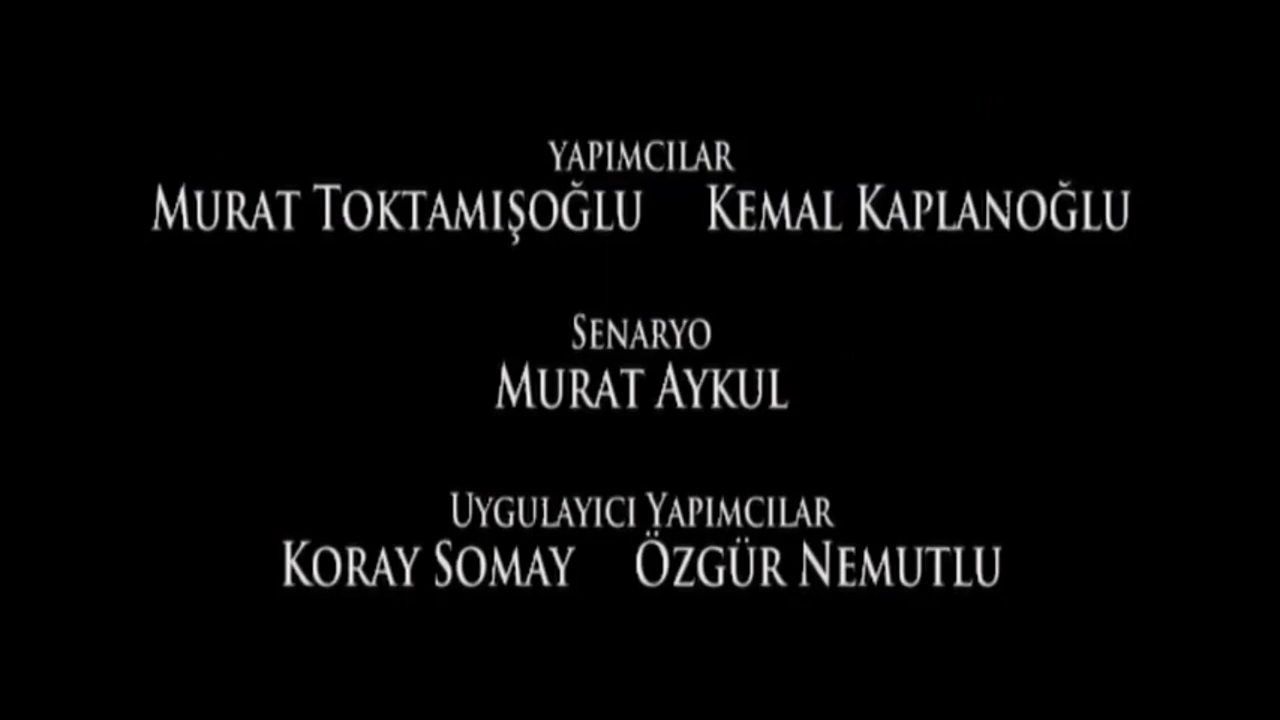 YAPIMCILAR
MURAT TOKTAMIŞOĞLU KEMAL KAPLANOĞLU
SENARYO
MURAT AYKUL
UYGULAYICI YAPIMCILAR
KORAY SOMAY ÖZGÜR NEMUTLU